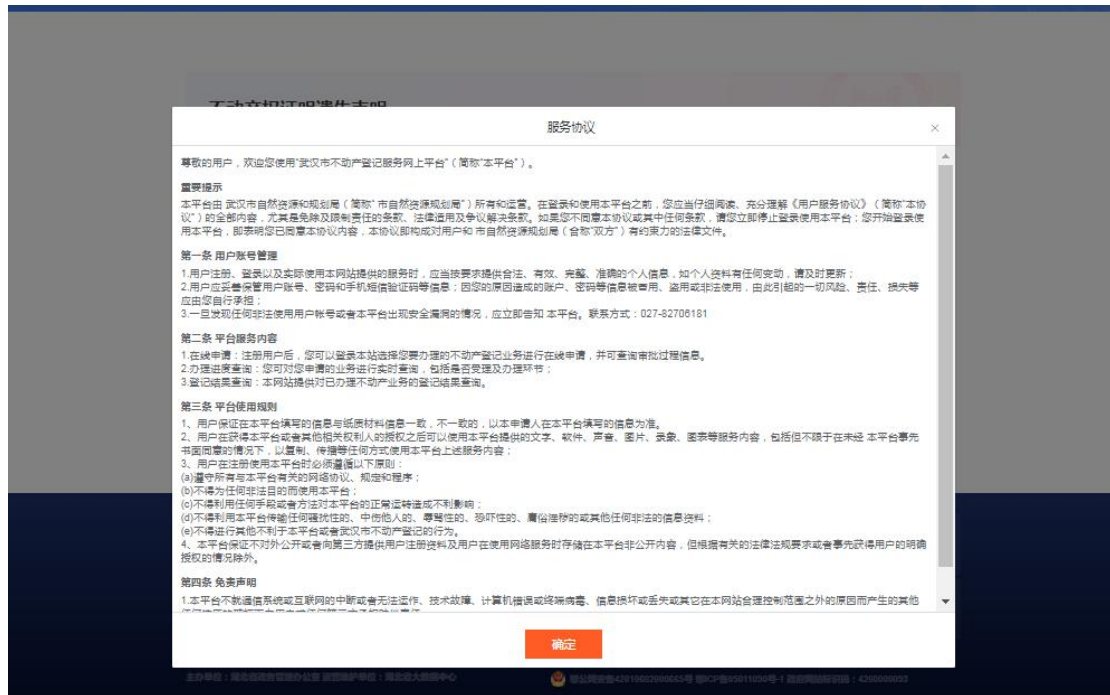 不动产权证明遗失声明
服务协议
×
尊敬的用户，欢迎您使用"武汉市不动产登记服务网上平台"（简称"本平台"）。
重要提示
本平台由 武汉市自然资源和规划局（简称" 市自然资源规划局"）所有和运营。在登录和使用本平台之前，您应当仔细阅读、充分理解《用户服务协议》（简称"本协
议"）的全部内容，尤其是免除及限制责任的条款、法律适用及争议解决条款。如果您不同意本协议或其中任何条款，请您立即停止登录使用本平台；您开始登录使
用本平台，即表明您已同意本协议内容，本协议即构成对用户和 市自然资源规划局（合称"双方"）有约束力的法律文件。
第一条 用户账号管理
1.用户注册、登录以及实际使用本网站提供的服务时，应当按要求提供合法、有效、完整、准确的个人信息，如个人资料有任何变动，请及时更新；
2.用户应妥善保管用户账号、密码和手机短信验证码等信息；因您的原因造成的账户、密码等信息被冒用、盗用或非法使用，由此引起的一切风险、责任、损失等
应由您自行承担；
3.一旦发现任何非法使用用户帐号或者本平台出现安全漏洞的情况，应立即告知 本平台。联系方式：027-82706181
第二条 平台服务内容
1.在线申请：注册用户后，您可以登录本站选择您要办理的不动产登记业务进行在线申请，并可查询审批过程信息。
2.办理进度查询：您可对您申请的业务进行实时查询，包括是否受理及办理环节；
3.登记结果查询：本网站提供对已办理不动产业务的登记结果查询。
第三条 平台使用规则
1、用户保证在本平台填写的信息与纸质材料信息一致，不一致的，以本申请人在本平台填写的信息为准。
2、用户在获得本平台或者其他相关权利人的授权之后可以使用本平台提供的文字、软件、声音、图片、录象、图表等服务内容，包括但不限于在未经 本平台事先
书面同意的情况下，以复制、传播等任何方式使用本平台上述服务内容；
3、用户在注册使用本平台时必须遵循以下原则：
(a)遵守所有与本平台有关的网络协议、规定和程序；
(b)不得为任何非法目的而使用本平台；
(c)不得利用任何手段或者方法对本平台的正常运转造成不利影响；
(d)不得利用本平台传输任何骚扰性的、中伤他人的、辱骂性的、恐吓性的、庸俗淫秽的或其他任何非法的信息资料；
(e)不得进行其他不利于本平台或者武汉市不动产登记的行为。
4、本平台保证不对外公开或者向第三方提供用户注册资料及用户在使用网络服务时存储在本平台非公开内容，但根据有关的法律法规要求或者事先获得用户的明确
授权的情况除外。
第四条 免责声明
1.本平台不就通信系统或互联网的中断或者无法运作、技术故障、计算机错误或终端病毒、信息损坏或丢失或其它在本网站合理控制范围之外的原因而产生的其他
确定
主办单位：湖北省政务管理办公室 运营维护单位：湖北省大数据中心